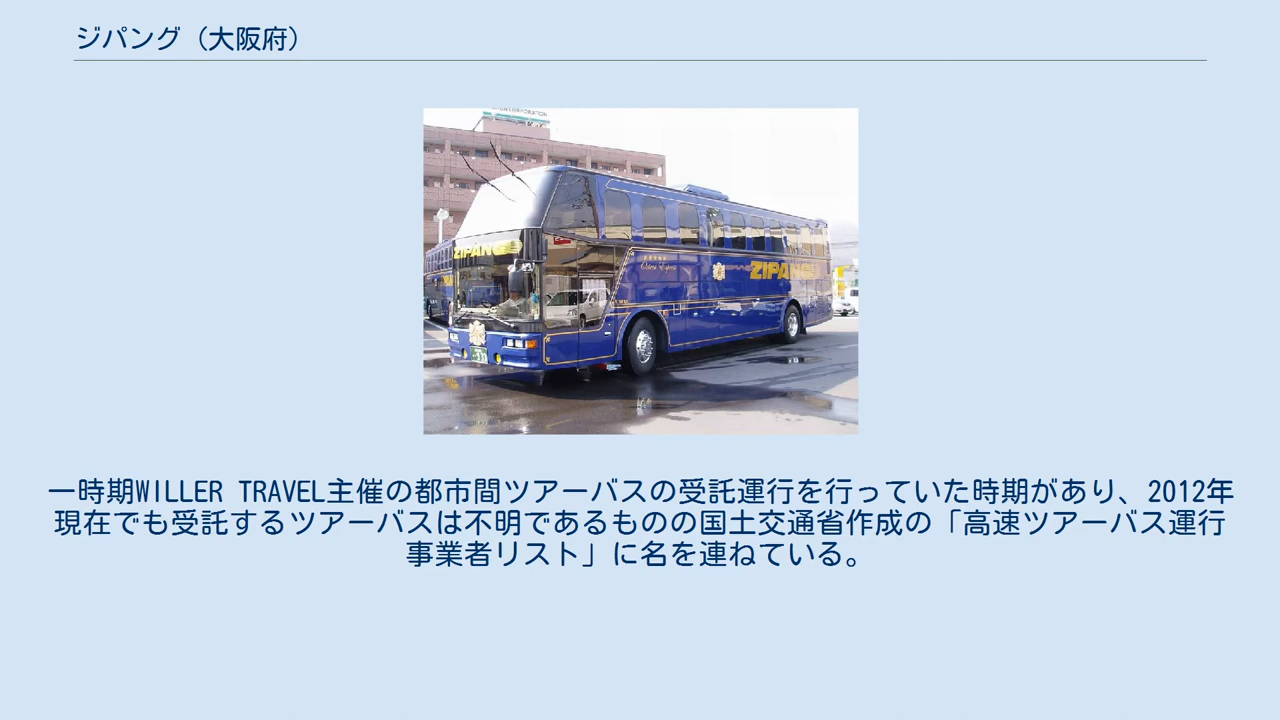 ジパング（大阪府）
ZIPANG
ZIPANG
一時期WILLER TRAVEL主催の都市間ツアーバスの受託運行を行っていた時期があり、2012年
現在でも受託するツアーバスは不明であるものの国土交通省作成の「高速ツアーバス運行
事業者リスト」に名を連ねている。